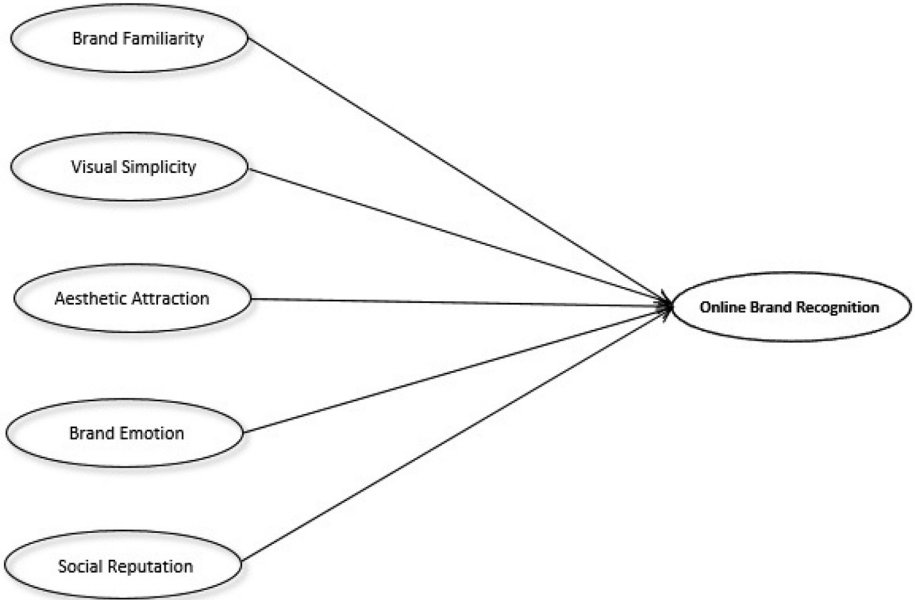 Brand Familiarity
Visual Simplicity
Aesthetic Attraction
Online Brand Recognition
Brand Emotion
Social Reputation